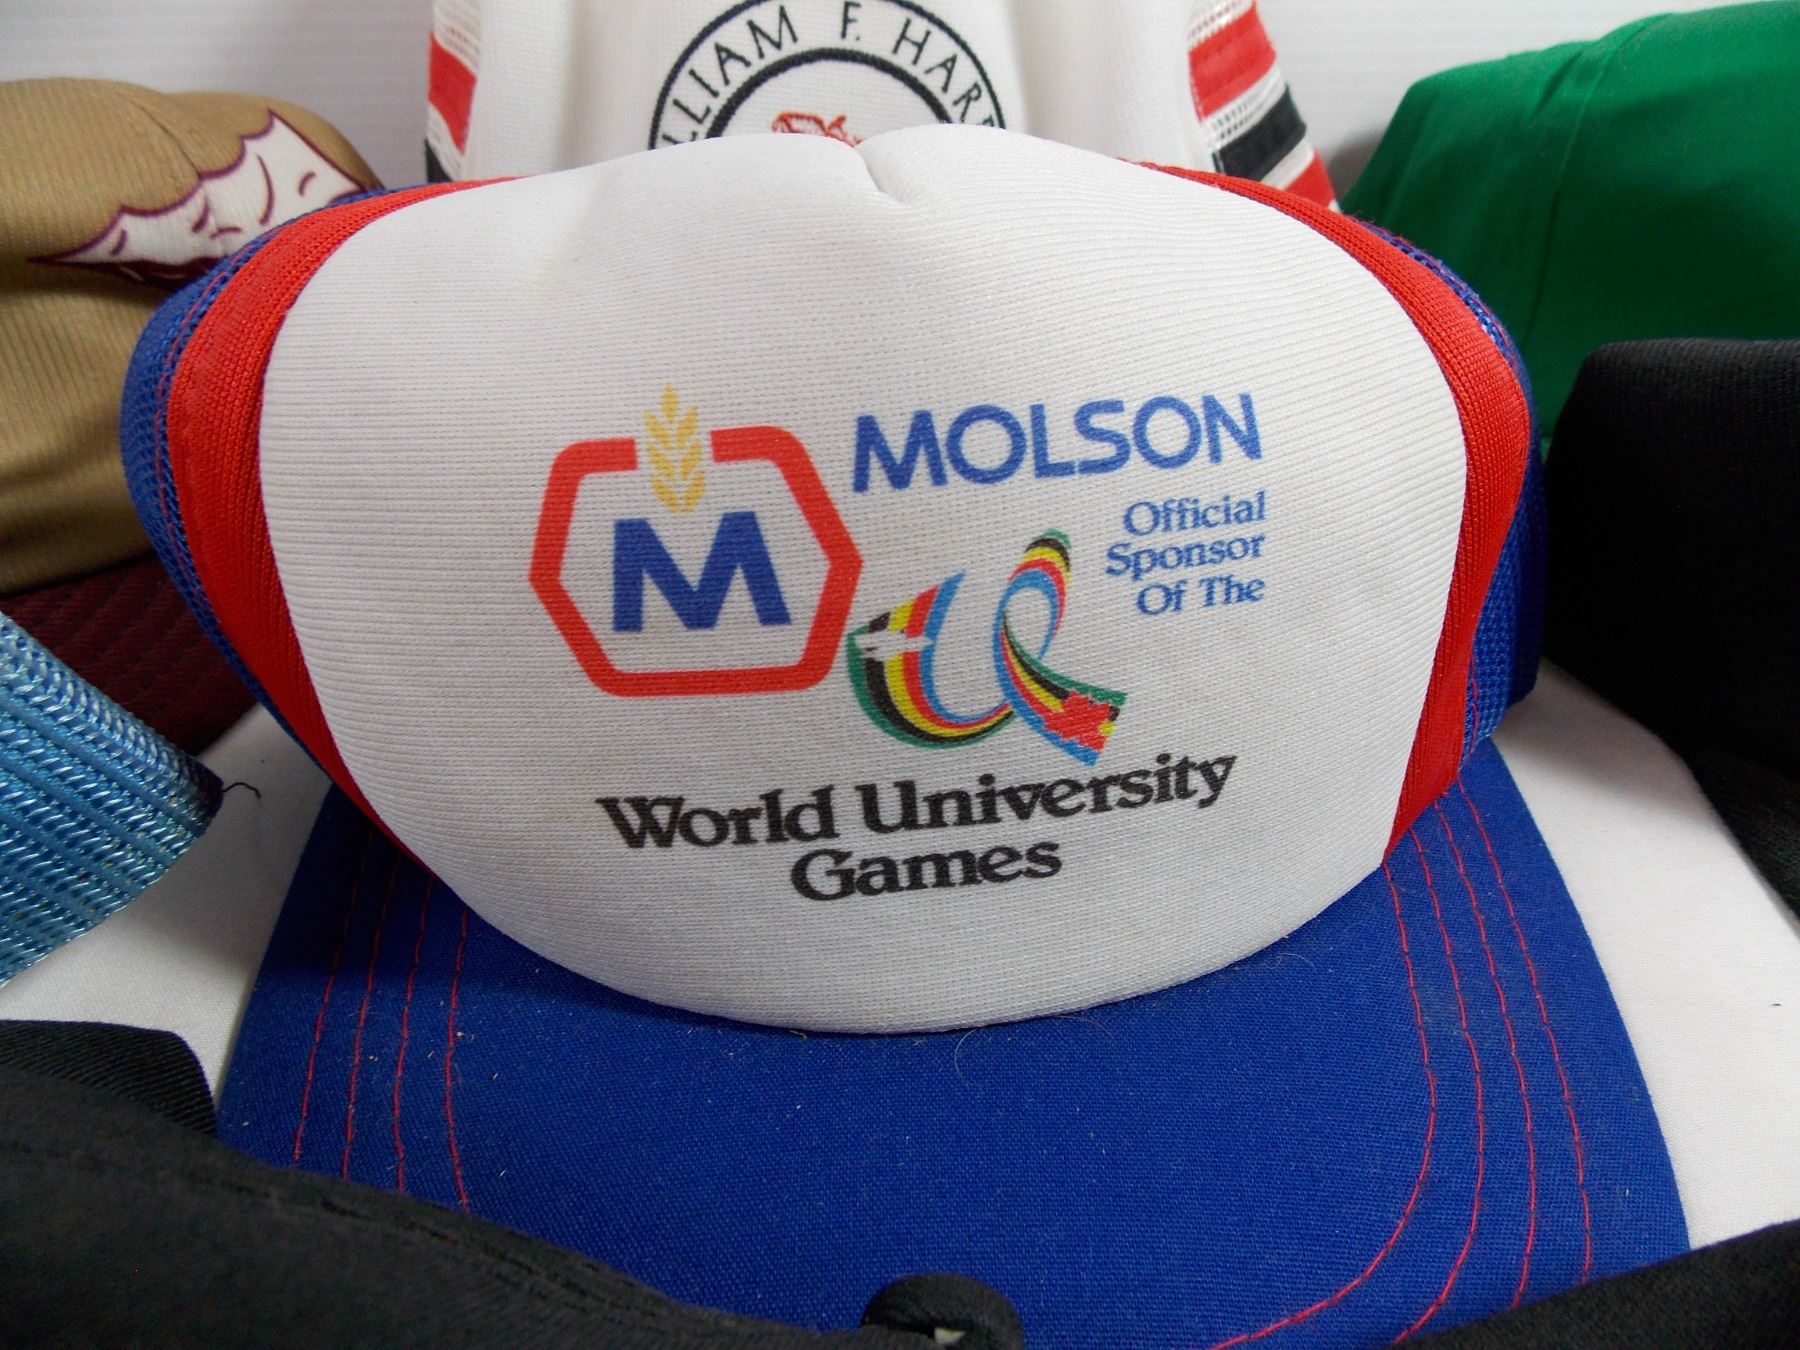 M
MOLSON
Official
Sponsor
Of The
World University
Games